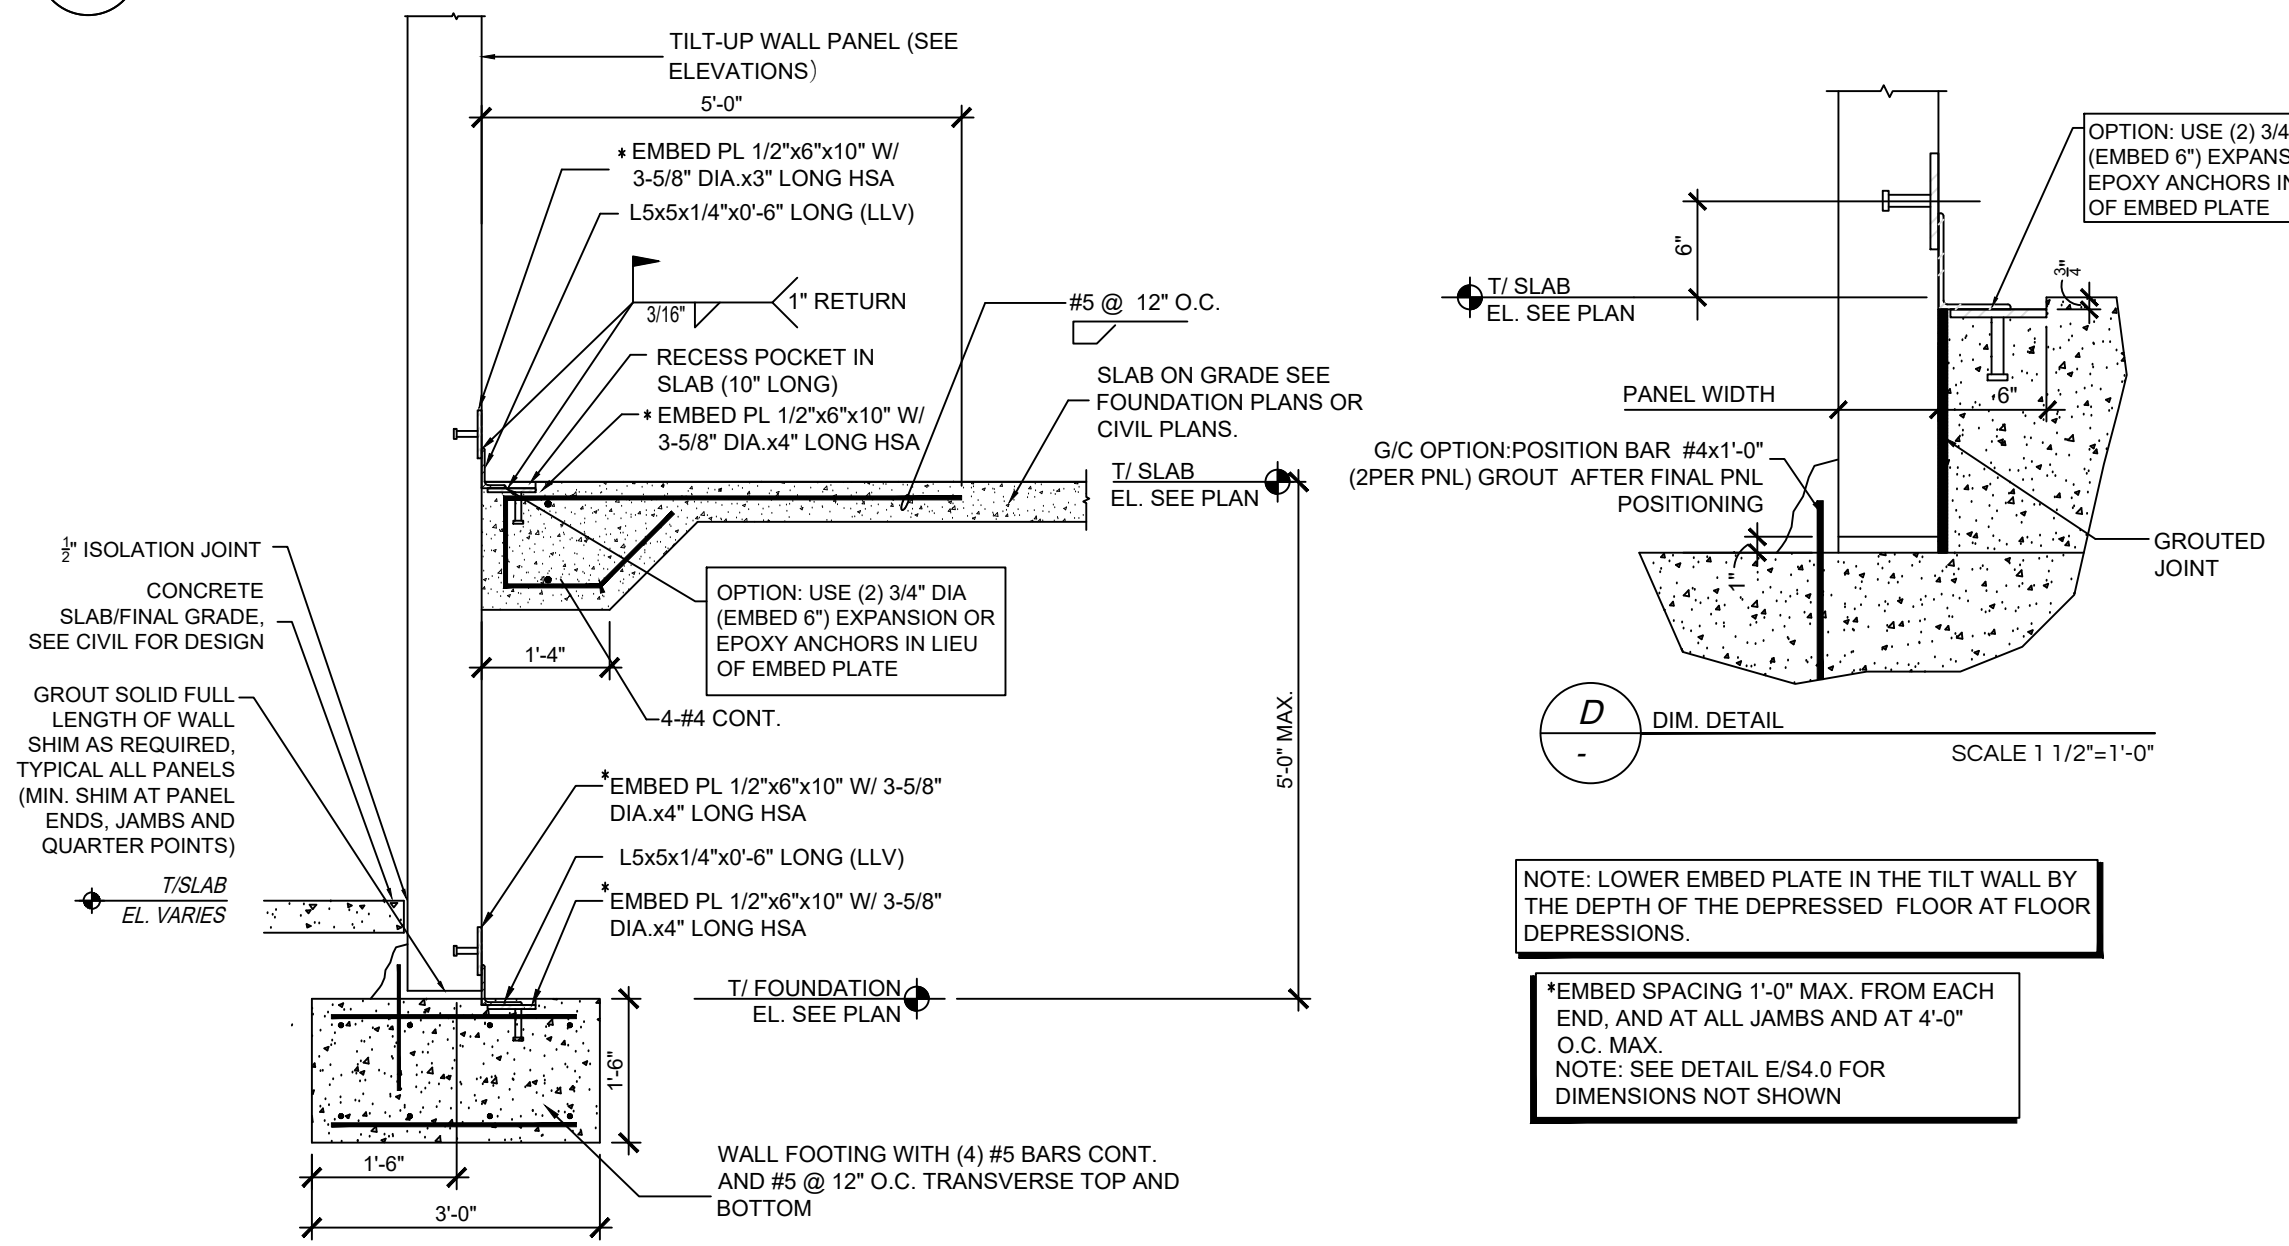 TILT-UP WALL PANEL (SEE
ELEVATIONS)
5'-0"
* EMBED PL 1/2"x6"x10" W/
3-5/8" DIA.x3" LONG HSA
L5x5x1/4"x0'-6" LONG (LLV)
3/16"
1" RETURN
RECESS POCKET IN
SLAB (10" LONG)
* EMBED PL 1/2"x6"x10" W/
3-5/8" DIA.x4" LONG HSA
#5 @ 12" O.C.
SLAB ON GRADE SEE
FOUNDATION PLANS OR
CIVIL PLANS.
T/ SLAB
EL. SEE PLAN
1/2" ISOLATION JOINT
CONCRETE
SLAB/FINAL GRADE,
SEE CIVIL FOR DESIGN
GROUT SOLID FULL
LENGTH OF WALL
SHIM AS REQUIRED,
TYPICAL ALL PANELS
(MIN. SHIM AT PANEL
ENDS, JAMBS AND
QUARTER POINTS)
T/SLAB
EL. VARIES
OPTION: USE (2) 3/4" DIA
(EMBED 6") EXPANSION OR
EPOXY ANCHORS IN LIEU
OF EMBED PLATE
1'-4"
4-#4 CONT.
5'-0" MAX.
*EMBED PL 1/2"x6"x10" W/ 3-5/8"
DIA.x4" LONG HSA
L5x5x1/4"x0'-6" LONG (LLV)
*EMBED PL 1/2"x6"x10" W/ 3-5/8"
DIA.x4" LONG HSA
T/ FOUNDATION
EL. SEE PLAN
1'-6"
1'-6"
3'-0"
WALL FOOTING WITH (4) #5 BARS CONT.
AND #5 @ 12" O.C. TRANSVERSE TOP AND
BOTTOM
OPTION: USE (2) 3/4
(EMBED 6") EXPANS
EPOXY ANCHORS IN
OF EMBED PLATE
6"
3/4"
T/ SLAB
EL. SEE PLAN
PANEL WIDTH
6"
G/C OPTION:POSITION BAR #4x1'-0"
(2PER PNL) GROUT AFTER FINAL PNL
POSITIONING
1"
GROUTED
JOINT
D
-
DIM. DETAIL
SCALE 1 1/2"=1'-0"
NOTE: LOWER EMBED PLATE IN THE TILT WALL BY
THE DEPTH OF THE DEPRESSED FLOOR AT FLOOR
DEPRESSIONS.
*EMBED SPACING 1'-0" MAX. FROM EACH
END, AND AT ALL JAMBS AND AT 4'-0"
O.C. MAX.
NOTE: SEE DETAIL E/S4.0 FOR
DIMENSIONS NOT SHOWN